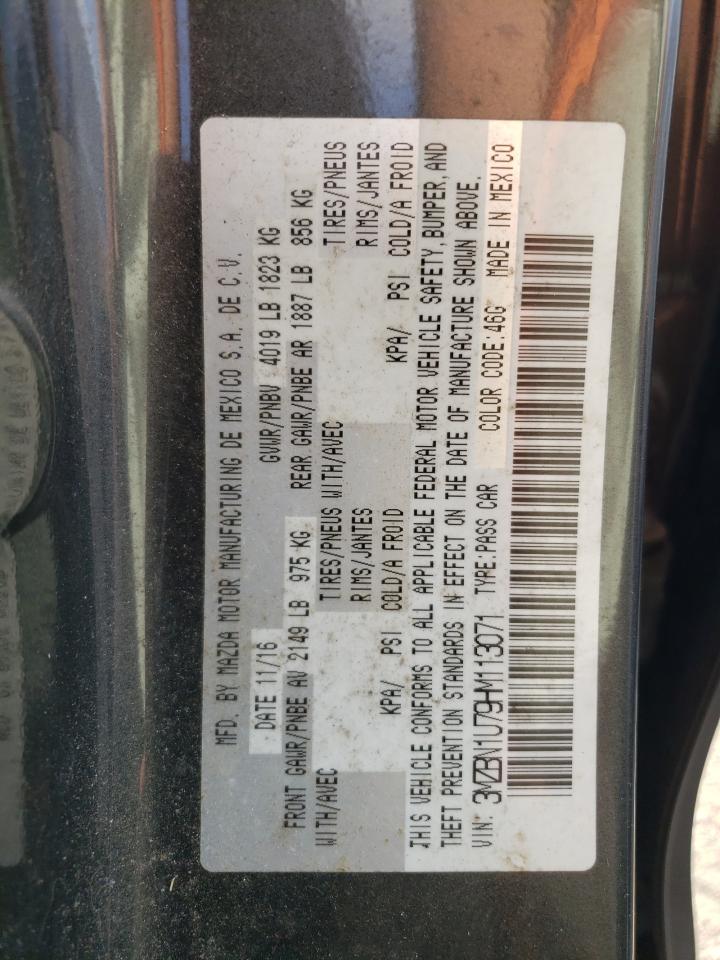 MFD. BY MAZDA MOTOR MANUFACTURING DE MEXICO S.A. DE C.V.
DATE 11/16 GVWR/PNBV 4019 LB 1823 KG
FRONT GAWR/PNBE AV 2149 LB 975 KG REAR GAWR/PNBE AR 1887 LB 856 KG
WITH/AVEC TIRES/PNEUS WITH/AVEC TIRES/PNEUS
RIMS/JANTES RIMS/JANTES
KPA/ PSI COLD/A FROID KPA/ PSI COLD/A FROID
THIS VEHICLE CONFORMS TO ALL APPLICABLE FEDERAL MOTOR VEHICLE SAFETY, BUMPER, AND
THEFT PREVENTION STANDARDS IN EFFECT ON THE DATE OF MANUFACTURE SHOWN ABOVE.
VIN: 3MZBN1U79HM113071 TYPE:PASS CAR COLOR CODE:46G MADE IN MEXICO